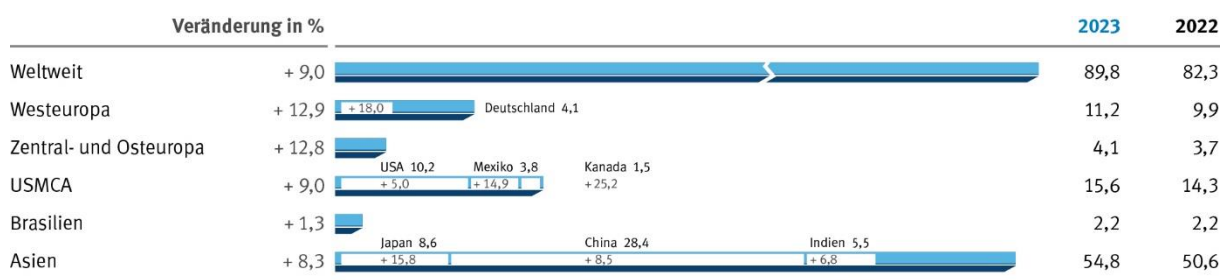 Veränderung in % 2023 2022
Weltweit + 9,0 89,8 82,3
Westeuropa + 12,9 + 18,0 Deutschland 4,1 11,2 9,9
Zentral- und Osteuropa + 12,8 4,1 3,7
USA 10,2 Mexiko 3,8 Kanada 1,5
USMCA + 9,0 + 5,0 + 14,9 + 25,2 15,6 14,3
Brasilien + 1,3 2,2 2,2
Japan 8,6 China 28,4 Indien 5,5
Asien + 8,3 + 15,8 + 8,5 + 6,8 54,8 50,6